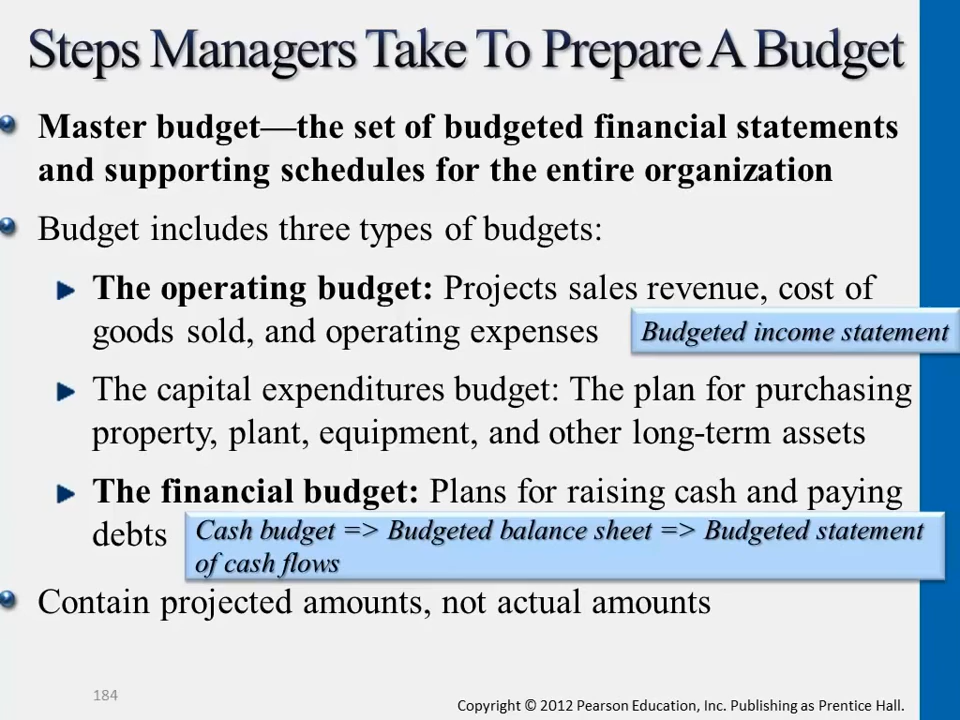 Steps Managers Take To Prepare A Budget
Master budget—the set of budgeted financial statements
and supporting schedules for the entire organization
Budget includes three types of budgets:
The operating budget: Projects sales revenue, cost of
goods sold, and operating expenses
Budgeted income statement
The capital expenditures budget: The plan for purchasing
property, plant, equipment, and other long-term assets
The financial budget: Plans for raising cash and paying
debts
Cash budget => Budgeted balance sheet => Budgeted statement
of cash flows
Contain projected amounts, not actual amounts
184
Copyright © 2012 Pearson Education, Inc. Publishing as Prentice Hall.